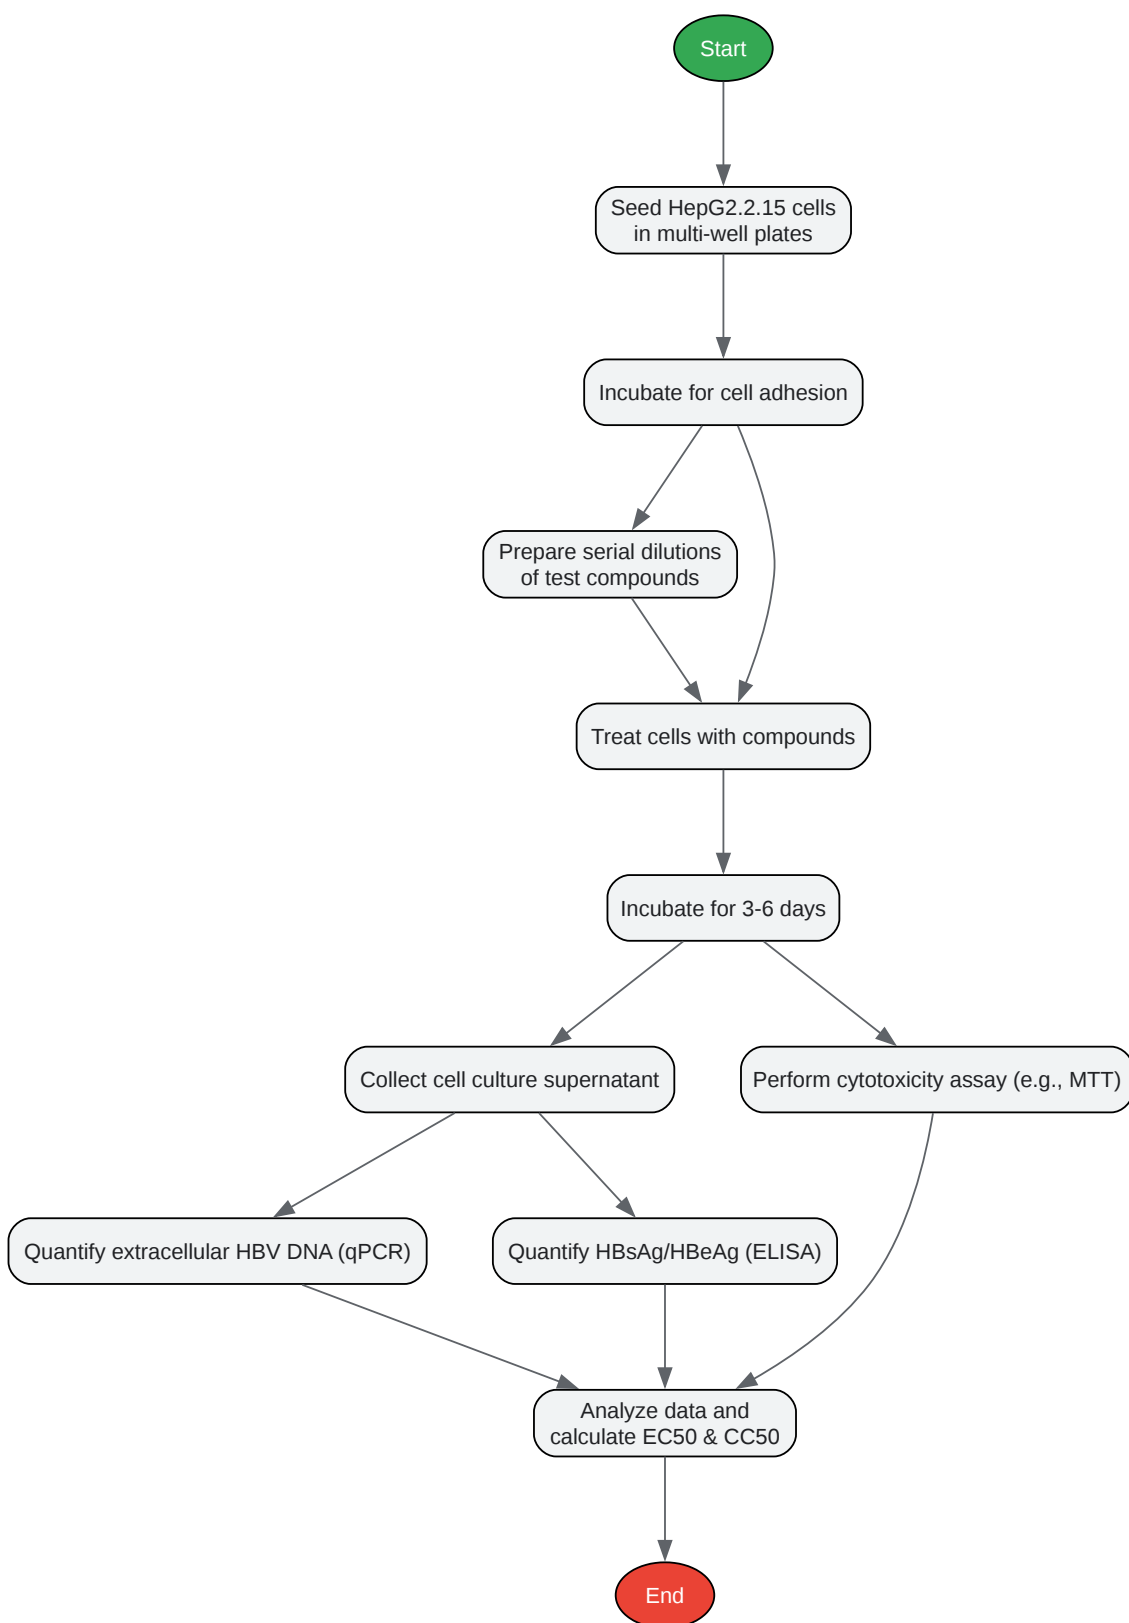 Start
Seed HepG2.2.15 cells
in multi-well plates
Incubate for cell adhesion
Prepare serial dilutions
of test compounds
Treat cells with compounds
Incubate for 3-6 days
Collect cell culture supernatant
Perform cytotoxicity assay (e.g., MTT)
Quantify extracellular HBV DNA (qPCR)
Quantify HBsAg/HBeAg (ELISA)
Analyze data and
calculate EC50 & CC50
End